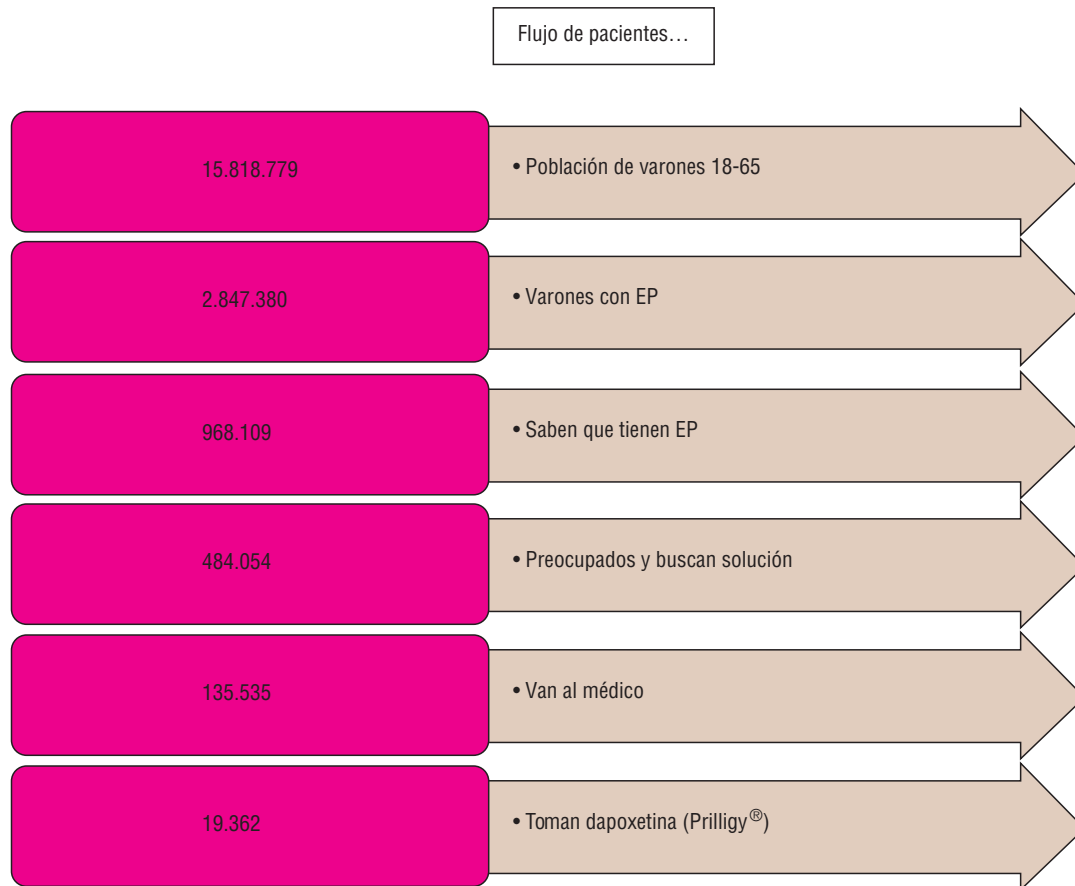 Flujo de pacientes…
15.818.779
• Población de varones 18-65
2.847.380
• Varones con EP
968.109
• Saben que tienen EP
484.054
• Preocupados y buscan solución
135.535
• Van al médico
19.362
• Toman dapoxetina (Prilligy®)